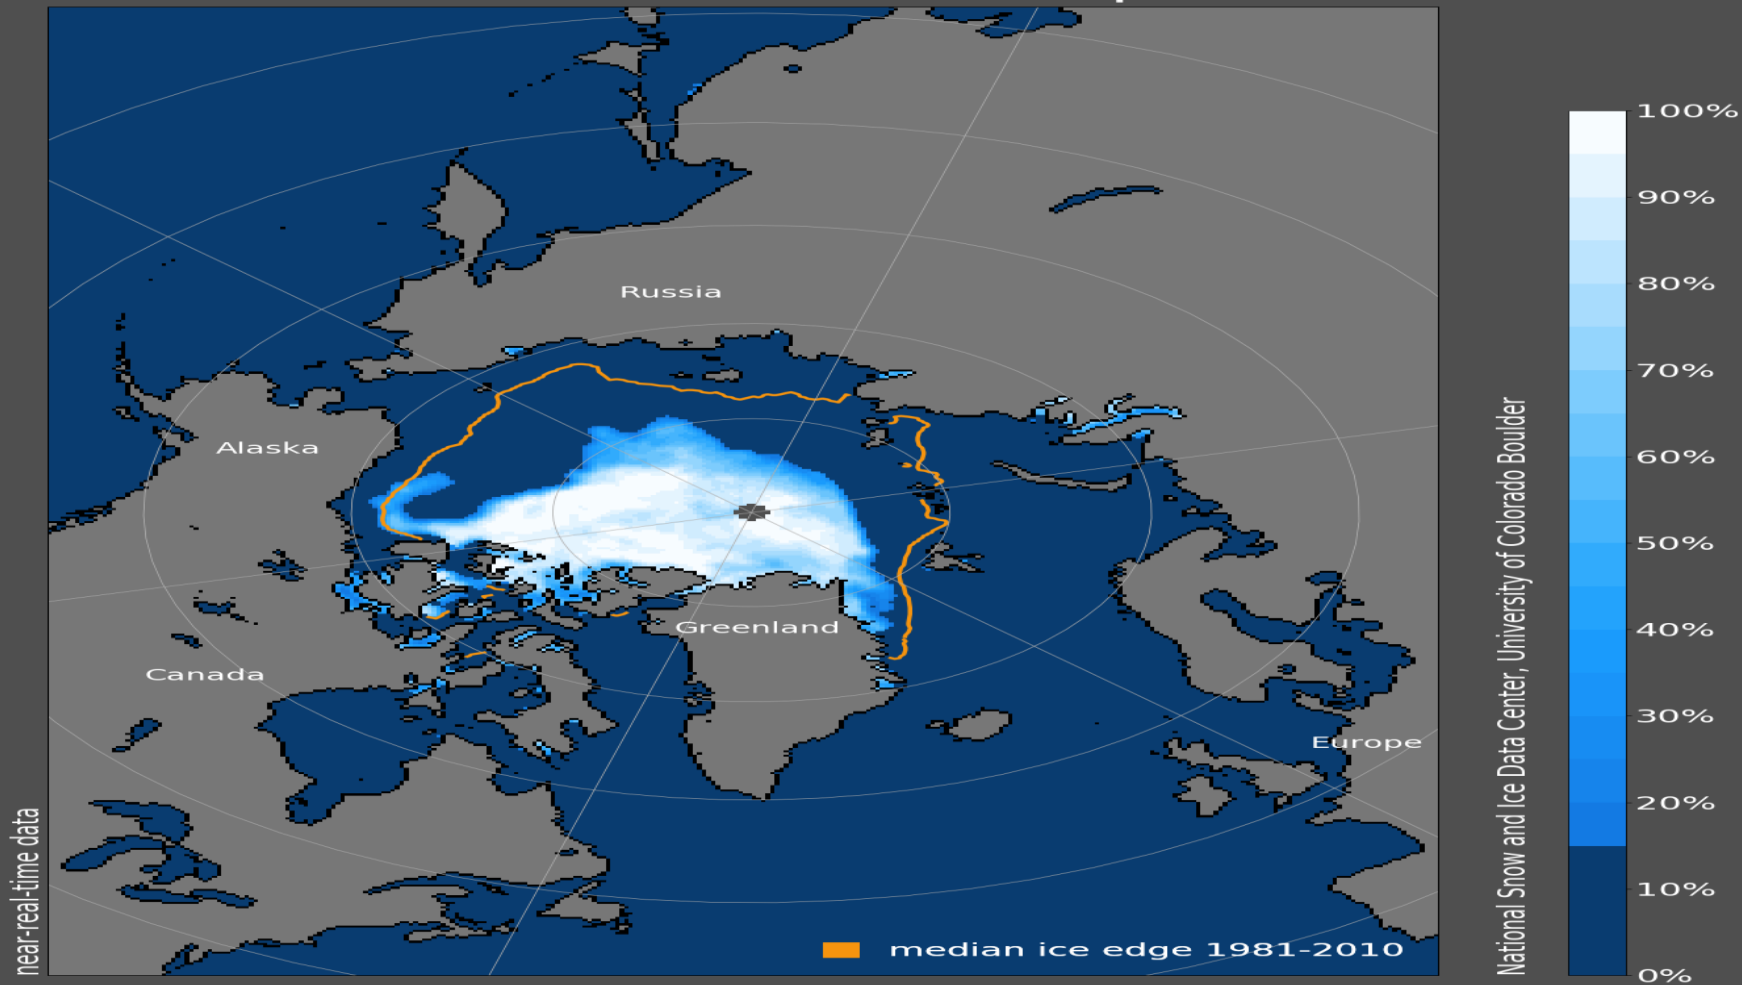 Russia
Alaska
Canada
Greenland
Europe
median ice edge 1981-2010
near-real-time data
National Snow and Ice Data Center, University of Colorado Boulder
100%
90%
80%
70%
60%
50%
40%
30%
20%
10%
0%